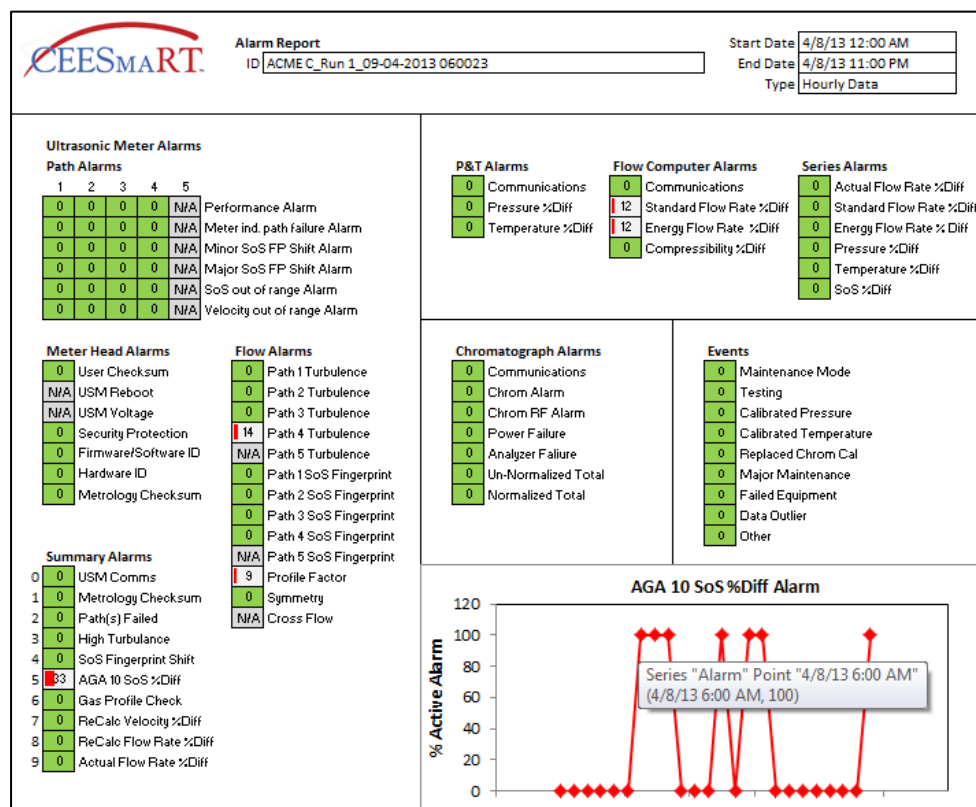 CEESMART
Alarm Report
ID ACME C_Run 1_09-04-2013 060023
Start Date 4/8/13 12:00 AM
End Date 4/8/13 11:00 PM
Type Hourly Data
Ultrasonic Meter Alarms
Path Alarms
1 2 3 4 5
0 0 0 0 N/A Performance Alarm
0 0 0 0 N/A Meter ind. path failure Alarm
0 0 0 0 N/A Minor SoS FP Shift Alarm
0 0 0 0 N/A Major SoS FP Shift Alarm
0 0 0 0 N/A SoS out of range Alarm
0 0 0 0 N/A Velocity out of range Alarm
P&T Alarms
0 Communications
0 Pressure %Diff
0 Temperature %Diff
Flow Computer Alarms
0 Communications
12 Standard Flow Rate %Diff
12 Energy Flow Rate %Diff
0 Compressibility %Diff
Series Alarms
0 Actual Flow Rate %Diff
0 Standard Flow Rate %Diff
0 Energy Flow Rate % Diff
0 Pressure %Diff
0 Temperature %Diff
0 SoS %Diff
Meter Head Alarms
0 User Checksum
N/A USM Reboot
N/A USM Voltage
0 Security Protection
0 Firmware/Software ID
0 Hardware ID
0 Metrology Checksum
Flow Alarms
0 Path 1 Turbulence
0 Path 2 Turbulence
0 Path 3 Turbulence
14 Path 4 Turbulence
N/A Path 5 Turbulence
0 Path 1 SoS Fingerprint
0 Path 2 SoS Fingerprint
0 Path 3 SoS Fingerprint
0 Path 4 SoS Fingerprint
N/A Path 5 SoS Fingerprint
9 Profile Factor
0 Symmetry
N/A Cross Flow
Chromatograph Alarms
0 Communications
0 Chrom Alarm
0 Chrom RF Alarm
0 Power Failure
0 Analyzer Faliure
0 Un-Normalized Total
0 Normalized Total
Events
0 Maintenance Mode
0 Testing
0 Calibrated Pressure
0 Calibrated Temperature
0 Replaced Chrom Cal
0 Major Maintenance
0 Failed Equipment
0 Data Outlier
0 Other
Summary Alarms
0 0 USM Comms
1 0 Metrology Checksum
2 0 Path(s) Failed
3 0 High Turbulance
4 0 SoS Fingerprint Shift
5 33 AGA 10 SoS %Diff
6 0 Gas Profile Check
7 0 ReCalc Velocity %Diff
8 0 ReCalc Flow Rate %Diff
9 0 Actual Flow Rate %Diff
AGA 10 SoS %Diff Alarm
% Active Alarm
120
100
80
60
40
20
0
Series "Alarm" Point "4/8/13 6:00 AM"
(4/8/13 6:00 AM, 100)